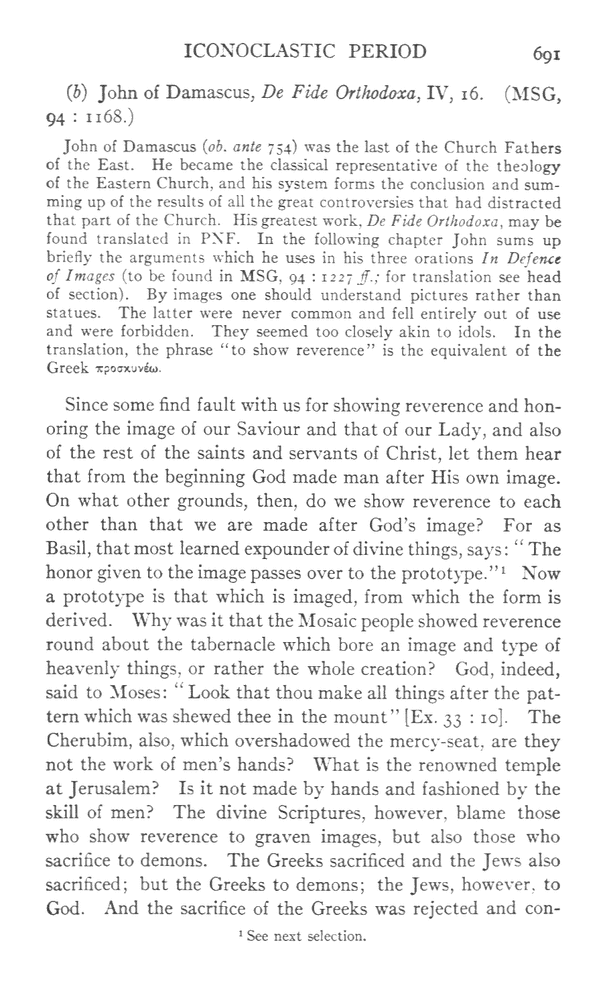 ICONOCLASTIC PERIOD 691
(b) John of Damascus, De Fide Orthodoxa, IV, 16. (MSG,
94 : 1168.)
John of Damascus (ob. ante 754) was the last of the Church Fathers
of the East. He became the classical representative of the theology
of the Eastern Church, and his system forms the conclusion and sum-
ming up of the results of all the great controversies that had distracted
that part of the Church. His greatest work, De Fide Orthodoxa, may be
found translated in PNF. In the following chapter John sums up
briefly the arguments which he uses in his three orations In Defence
of Images (to be found in MSG, 94 : 1227 ff.; for translation see head
of section). By images one should understand pictures rather than
statues. The latter were never common and fell entirely out of use
and were forbidden. They seemed too closely akin to idols. In the
translation, the phrase “to show reverence” is the equivalent of the
Greek προσκυνέω.
Since some find fault with us for showing reverence and hon-
oring the image of our Saviour and that of our Lady, and also
of the rest of the saints and servants of Christ, let them hear
that from the beginning God made man after His own image.
On what other grounds, then, do we show reverence to each
other than that we are made after God’s image? For as
Basil, that most learned expounder of divine things, says: “The
honor given to the image passes over to the prototype.”¹ Now
a prototype is that which is imaged, from which the form is
derived. Why was it that the Mosaic people showed reverence
round about the tabernacle which bore an image and type of
heavenly things, or rather the whole creation? God, indeed,
said to Moses: “Look that thou make all things after the pat-
tern which was shewed thee in the mount” [Ex. 33 : 10]. The
Cherubim, also, which overshadowed the mercy-seat, are they
not the work of men’s hands? What is the renowned temple
at Jerusalem? Is it not made by hands and fashioned by the
skill of men? The divine Scriptures, however, blame those
who show reverence to graven images, but also those who
sacrifice to demons. The Greeks sacrificed and the Jews also
sacrificed; but the Greeks to demons; the Jews, however, to
God. And the sacrifice of the Greeks was rejected and con-
¹ See next selection.